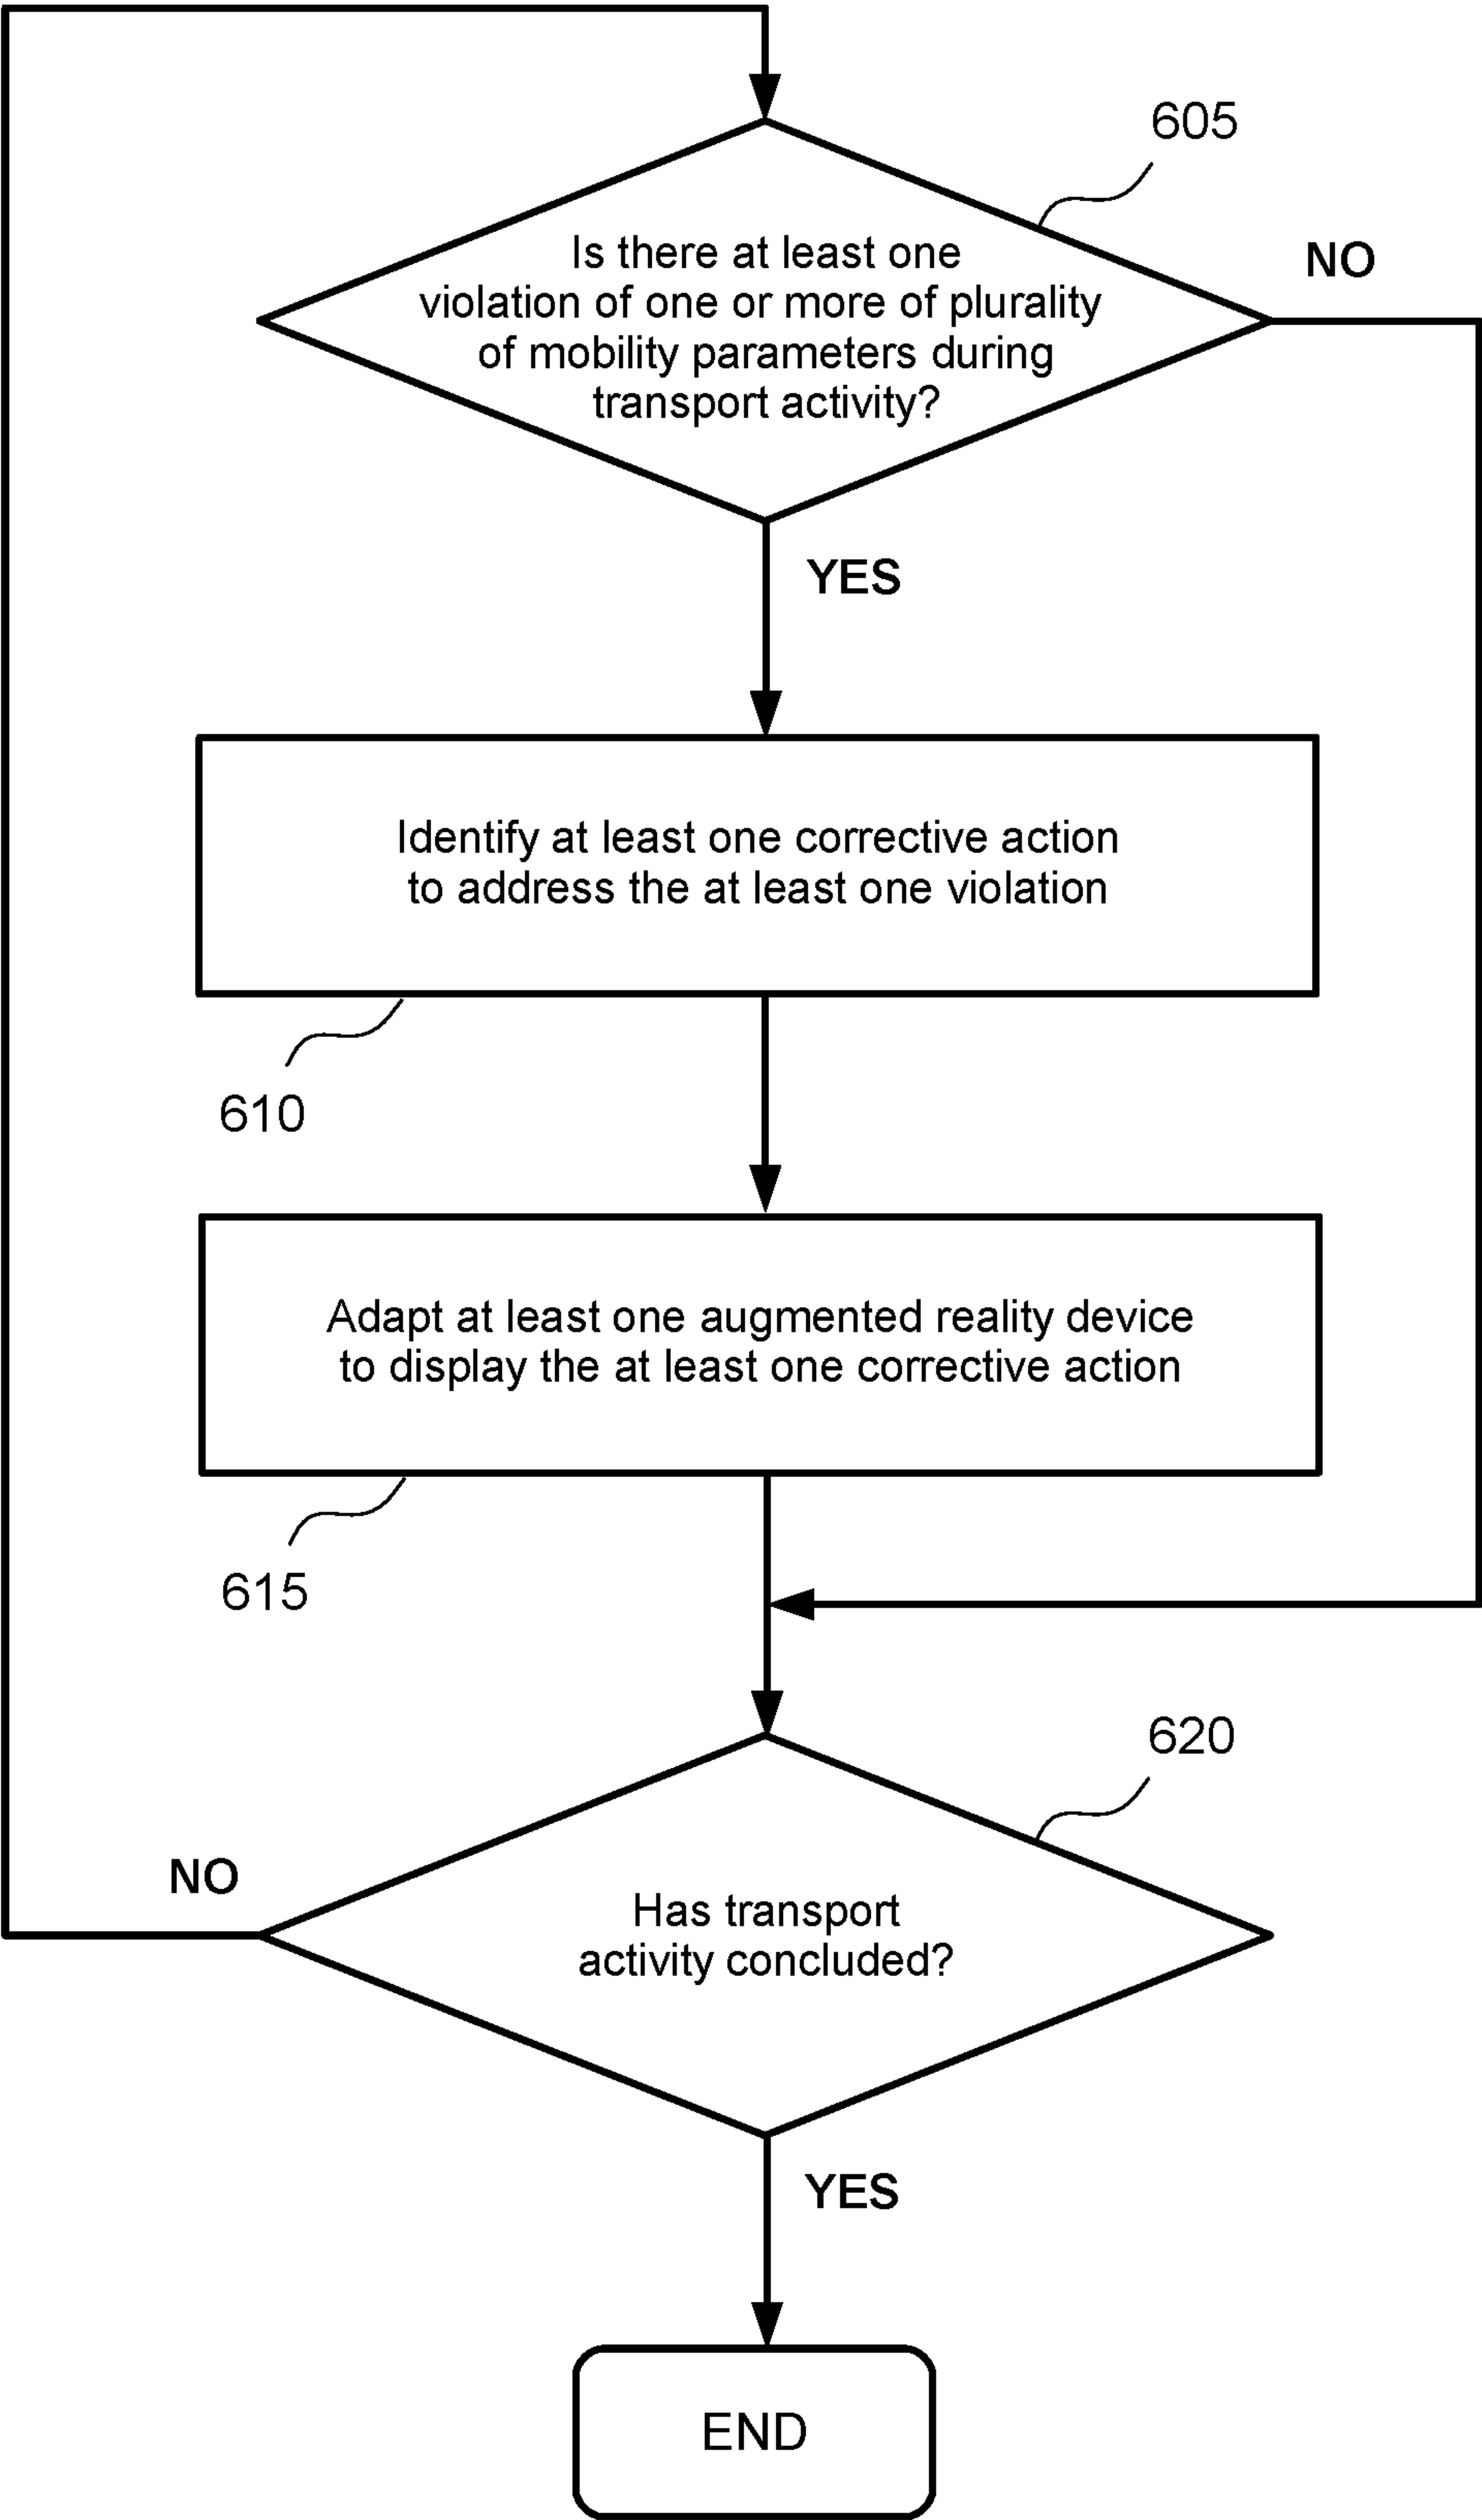 605
Is there at least one
violation of one or more of plurality
of mobility parameters during
transport activity?
NO
YES
Identify at least one corrective action
to address the at least one violation
610
Adapt at least one augmented reality device
to display the at least one corrective action
615
620
NO
Has transport
activity concluded?
YES
END